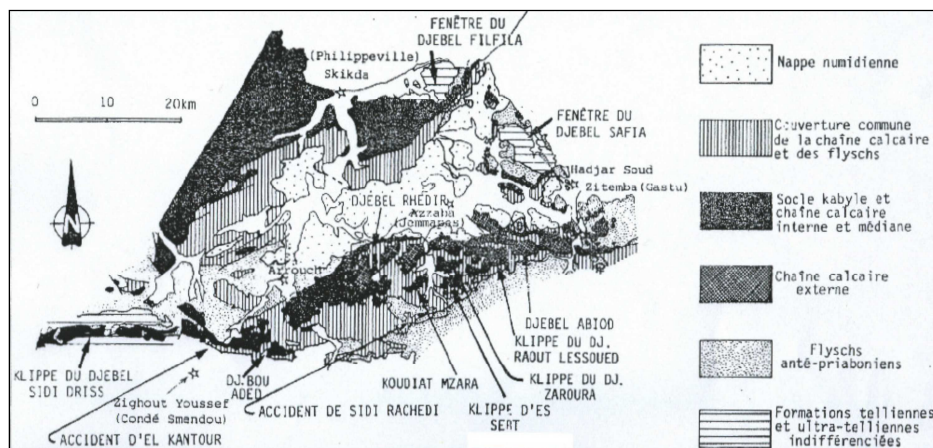 FENÊTRE DU
DJEBEL FILFILA
(Philippeville)
Skikda
0 10 20km
FENÊTRE DU
DJEBEL SAFIA
Hadjar Soud
Zitemba (Gastu)
DJEBEL RHEDIR
Azzaba
(Jemmapes)
Arrouch
DJEBEL ABIOD
KLIPPE DU DJ.
RAOUT LESSOUED
KLIPPE DU DJEBEL
SIDI DRISS
DJ.BOU
ADED
KOUDIAT MZARA
KLIPPE DU DJ.
ZAROURA
Zighout Youssef
(Condé Smendou)
ACCIDENT DE SIDI RACHEDI
KLIPPE D'ES
SERT
ACCIDENT D'EL KANTOUR
Nappe numidienne
Couverture commune
de la chaîne calcaire
et des flyschs
Socle kabyle et
chaîne calcaire
interne et médiane
Chaîne calcaire
externe
Flyschs
anté-priaboniens
Formations telliennes
et ultra-telliennes
indifférenciées